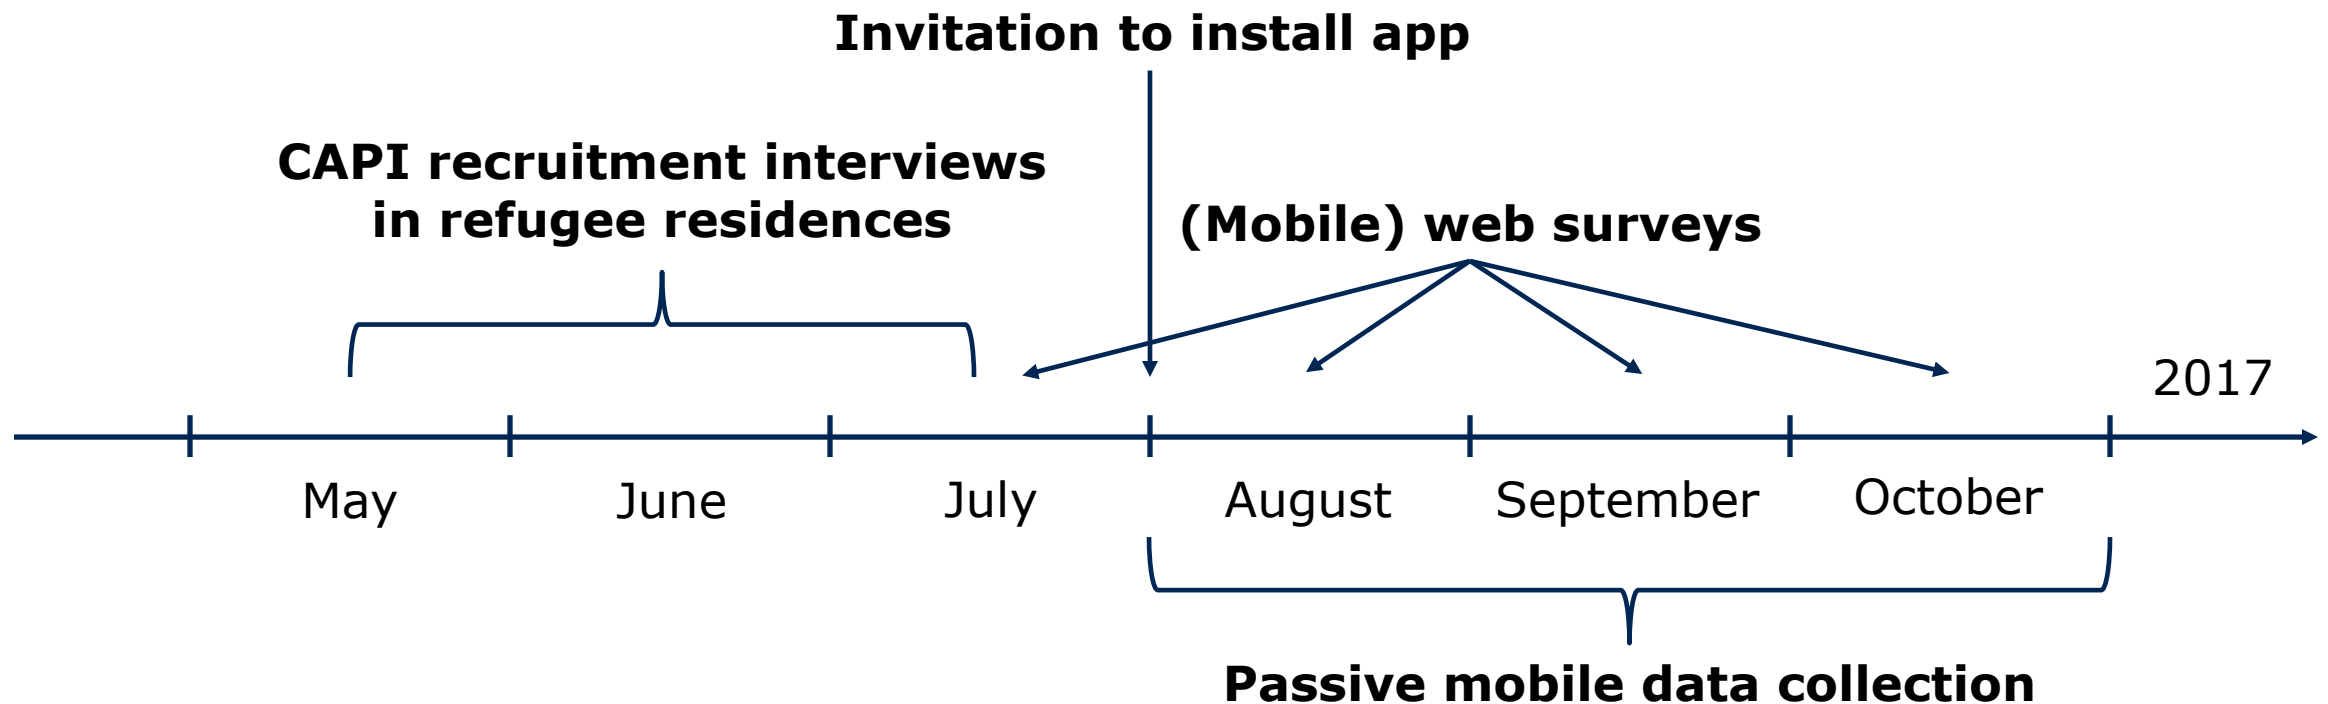 Invitation to install app
CAPI recruitment interviews
in refugee residences
(Mobile) web surveys
2017
May
June
July
August
September
October
Passive mobile data collection